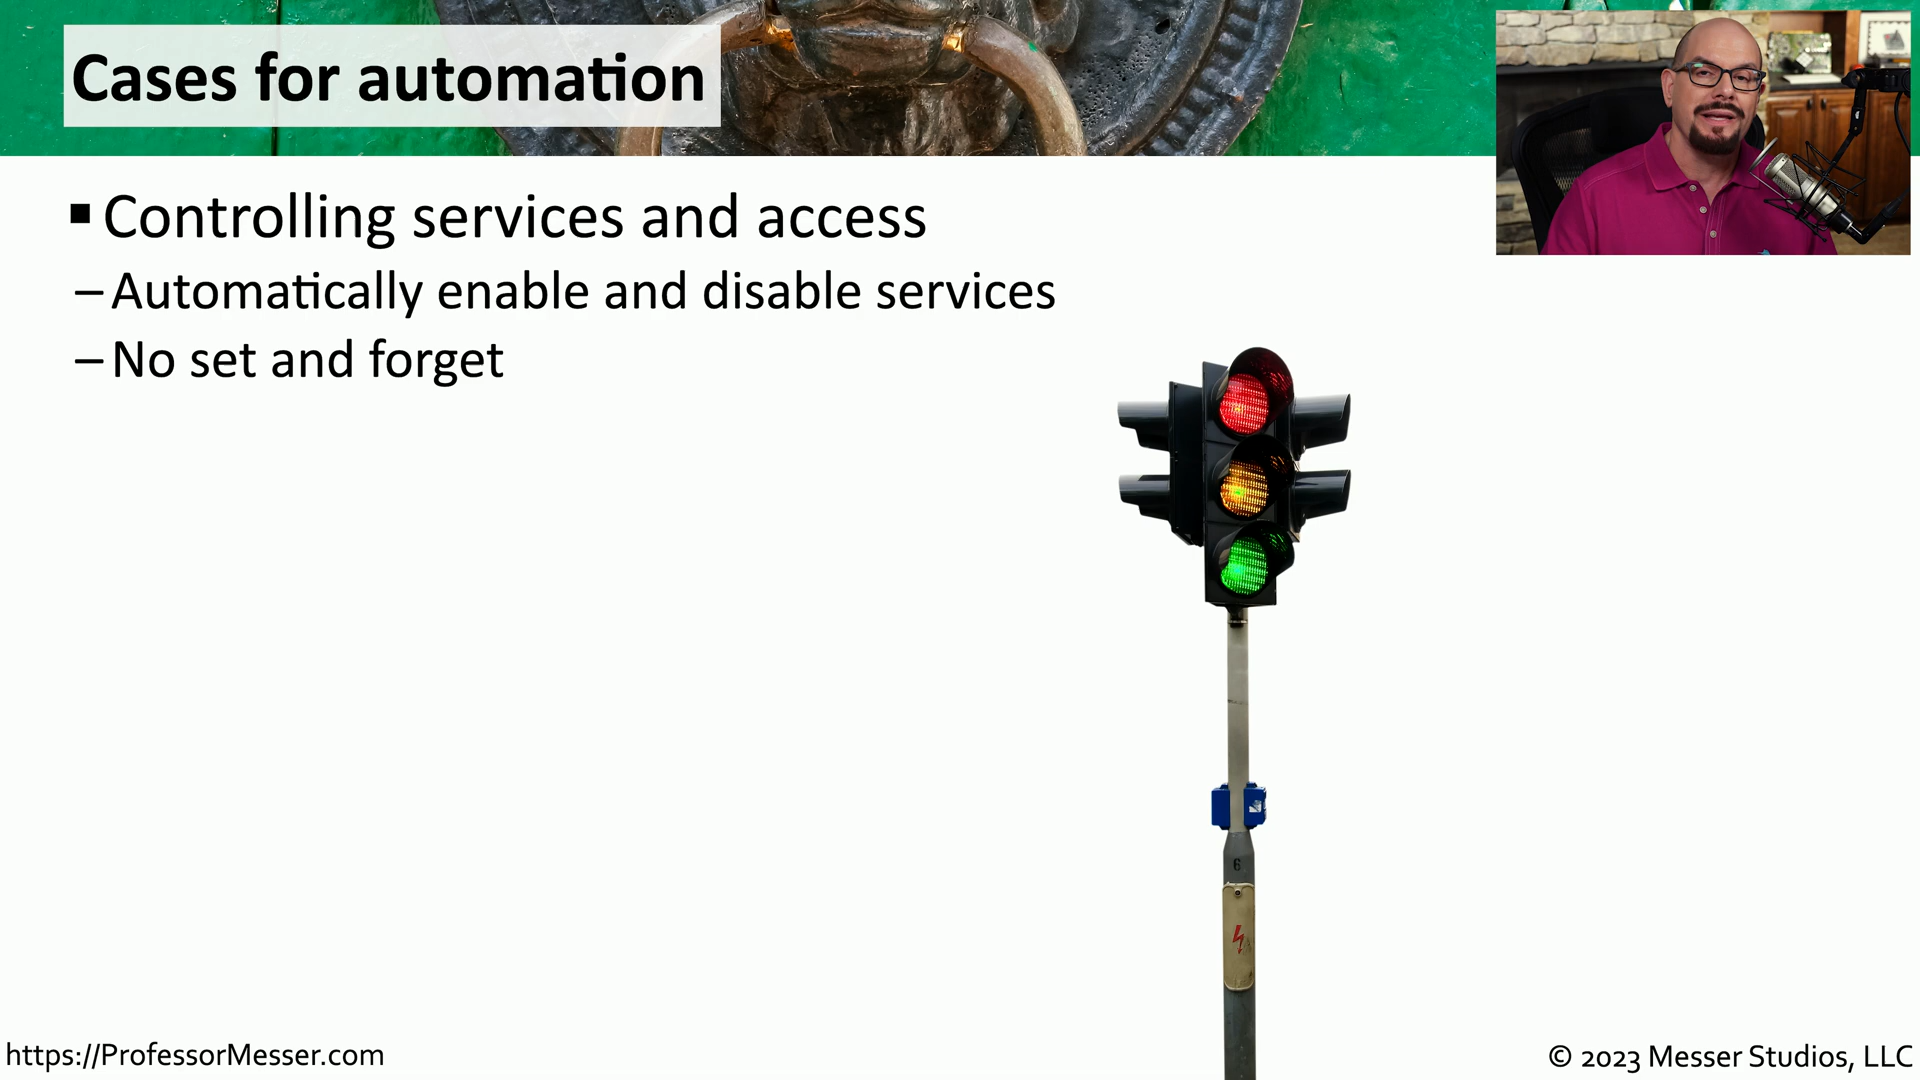 Cases for automation
Controlling services and access
– Automatically enable and disable services
– No set and forget
6
https://ProfessorMesser.com
© 2023 Messer Studios, LLC